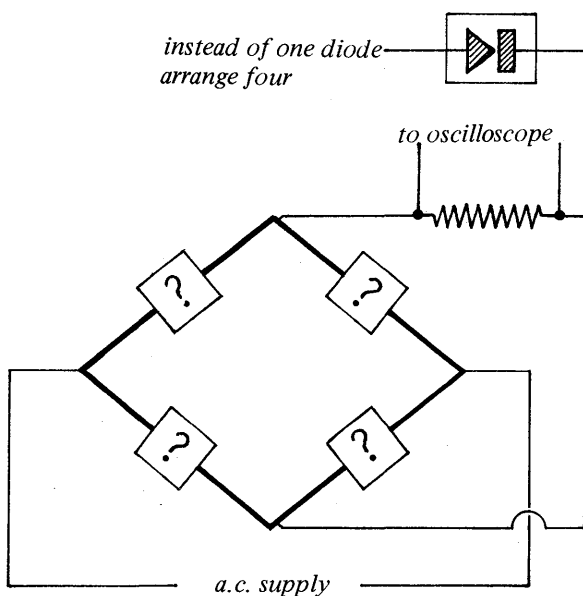 instead of one diode
arrange four
to oscilloscope
?
?
?
?
a.c. supply